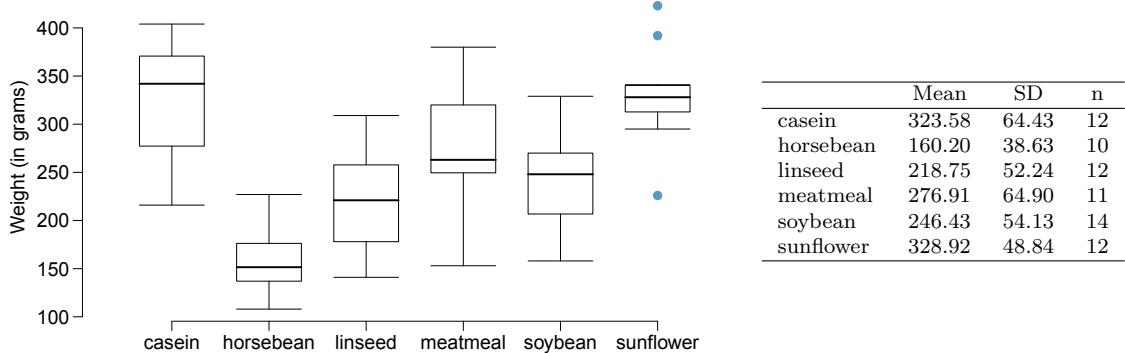 Weight (in grams)
400
350
300
250
200
150
100
casein horsebean linseed meatmeal soybean sunflower
Mean SD n
casein 323.58 64.43 12
horsebean 160.20 38.63 10
linseed 218.75 52.24 12
meatmeal 276.91 64.90 11
soybean 246.43 54.13 14
sunflower 328.92 48.84 12